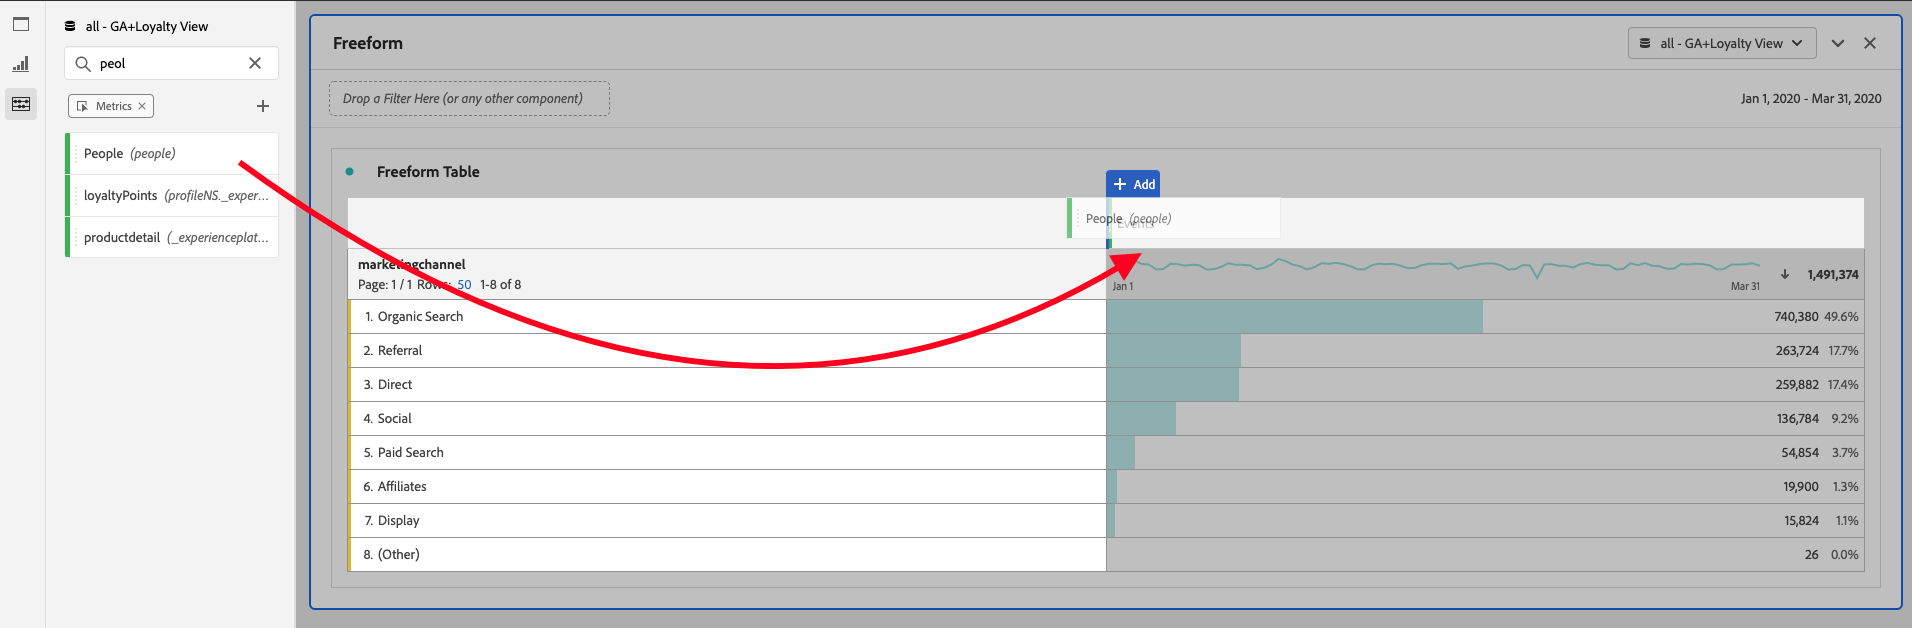 all - GA+Loyalty View
peol
Metrics
People (people)
loyaltyPoints (profileNS._exper...
productdetail (_experienceplat...
Freeform
all - GA+Loyalty View
Drop a Filter Here (or any other component)
Jan 1, 2020 - Mar 31, 2020
Freeform Table
+ Add
People (people)
Events
marketingchannel
Page: 1 / 1 Rows: 50 1-8 of 8
Jan 1
Mar 31
1,491,374
1. Organic Search 740,380 49.6%
2. Referral 263,724 17.7%
3. Direct 259,882 17.4%
4. Social 136,784 9.2%
5. Paid Search 54,854 3.7%
6. Affiliates 19,900 1.3%
7. Display 15,824 1.1%
8. (Other) 26 0.0%